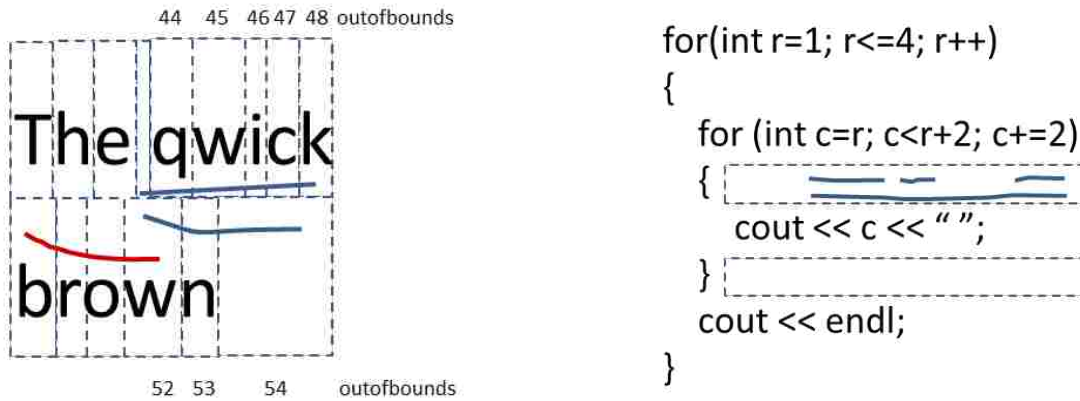 44 45 46 47 48 outofbounds
The qwick
brown
52 53 54 outofbounds
for(int r=1; r<=4; r++)
{
for (int c=r; c<r+2; c+=2)
{
cout << c << “ ”;
}
cout << endl;
}